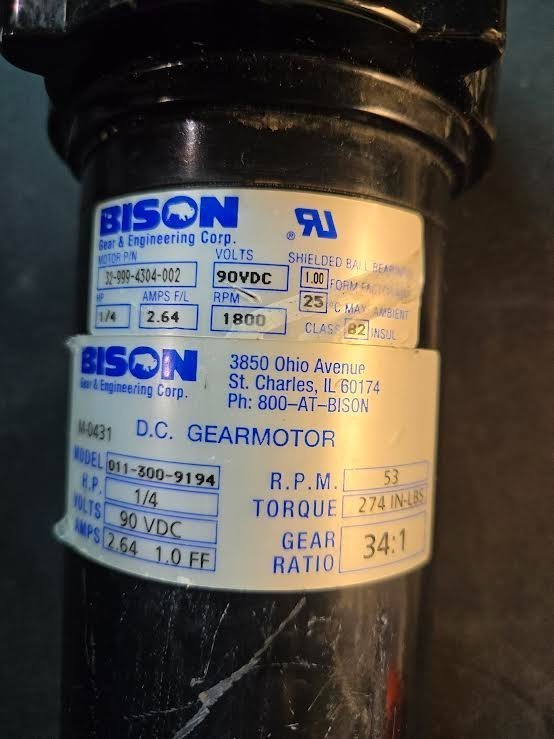 BISON
Gear & Engineering Corp.
MOTOR P/N
32-999-4304-002
VOLTS
90VDC
HP
1/4
AMPS F/L
2.64
RPM
1800
®
SHIELDED BALL BEARINGS
1.00 FORM FACTOR
25 °C MAX AMBIENT
CLASS B2 INSUL
BISON
Gear & Engineering Corp.
3850 Ohio Avenue
St. Charles, IL 60174
Ph: 800-AT-BISON
M-0431 D.C. GEARMOTOR
MODEL 011-300-9194
H.P. 1/4
VOLTS 90 VDC
AMPS 2.64 1.0 FF
R.P.M. 53
TORQUE 274 IN-LBS
GEAR RATIO 34:1